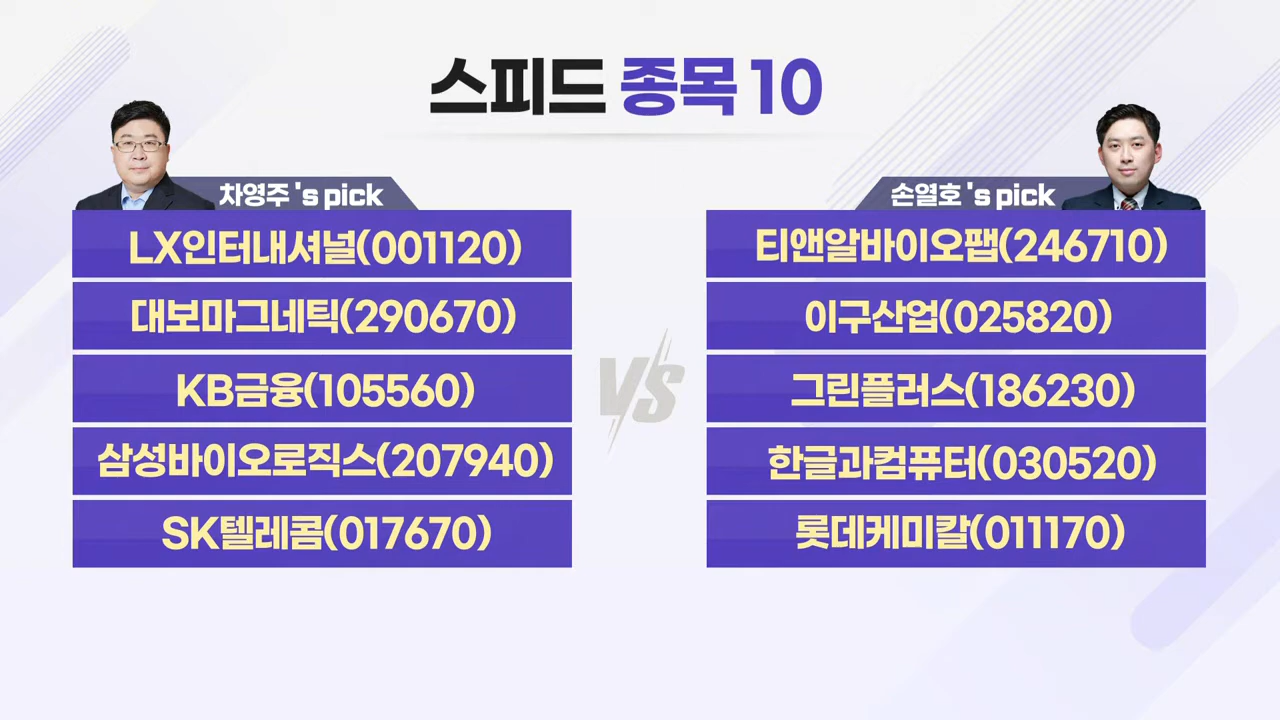 스피드 종목 10
차영주 's pick
LX인터내셔널(001120)
대보마그네틱(290670)
KB금융(105560)
삼성바이오로직스(207940)
SK텔레콤(017670)
VS
손열호 's pick
티앤알바이오팹(246710)
이구산업(025820)
그린플러스(186230)
한글과컴퓨터(030520)
롯데케미칼(011170)